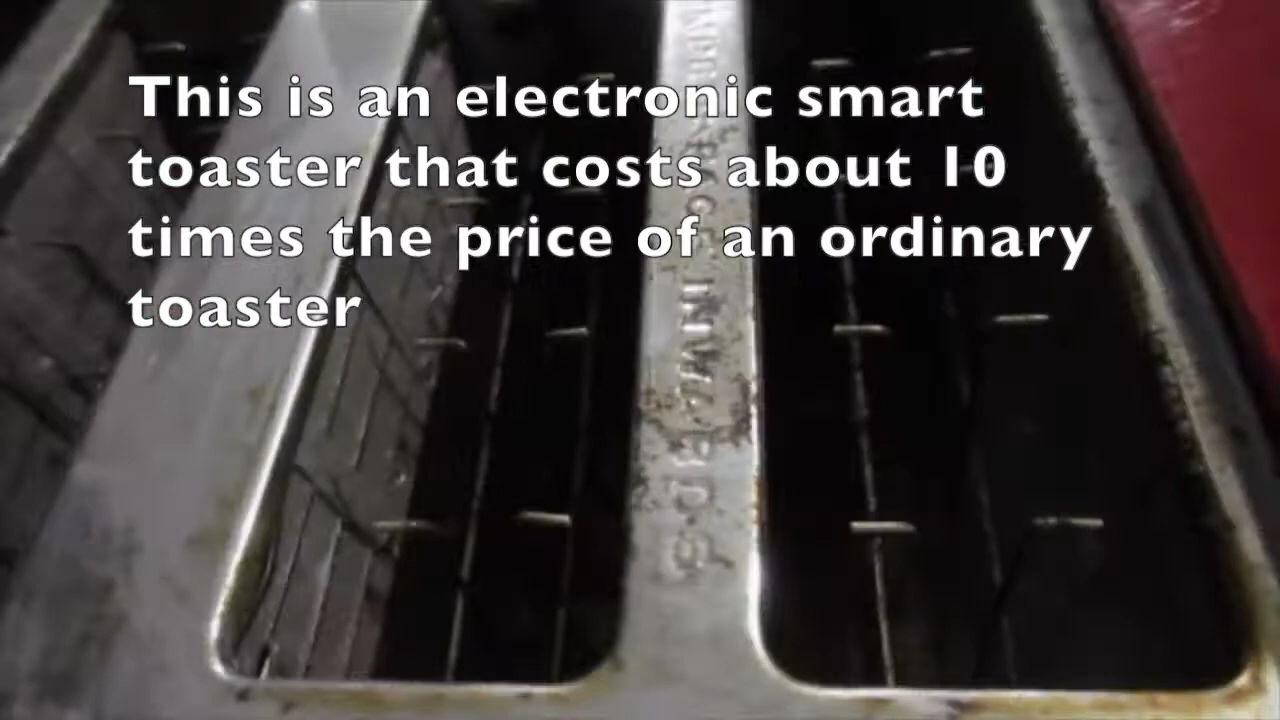 This is an electronic smart
toaster that costs about 10
times the price of an ordinary
toaster